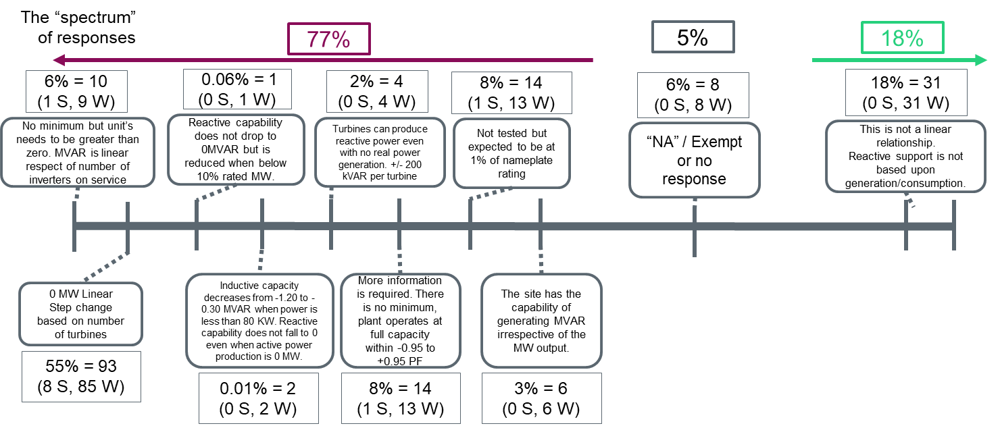 The “spectrum”
of responses
77%
5%
18%
6% = 10
(1 S, 9 W)
No minimum but unit’s
needs to be greater than
zero. MVAR is linear
respect of number of
inverters on service
0.06% = 1
(0 S, 1 W)
Reactive capability
does not drop to
0MVAR but is
reduced when below
10% rated MW.
2% = 4
(0 S, 4 W)
Turbines can produce
reactive power even
with no real power
generation. +/- 200
kVAR per turbine
8% = 14
(1 S, 13 W)
Not tested but
expected to be at
1% of nameplate
rating
6% = 8
(0 S, 8 W)
“NA” / Exempt
or no
response
18% = 31
(0 S, 31 W)
This is not a linear
relationship.
Reactive support is not
based upon
generation/consumption.
0 MW Linear
Step change
based on number
of turbines
55% = 93
(8 S, 85 W)
Inductive capacity
decreases from -1.20 to -
0.30 MVAR when power is
less than 80 KW. Reactive
capability does not fall to 0
even when active power
production is 0 MW.
0.01% = 2
(0 S, 2 W)
More information
is required. There
is no minimum,
plant operates at
full capacity
within -0.95 to
+0.95 PF
8% = 14
(1 S, 13 W)
The site has the
capability of
generating MVAR
irrespective of the
MW output.
3% = 6
(0 S, 6 W)